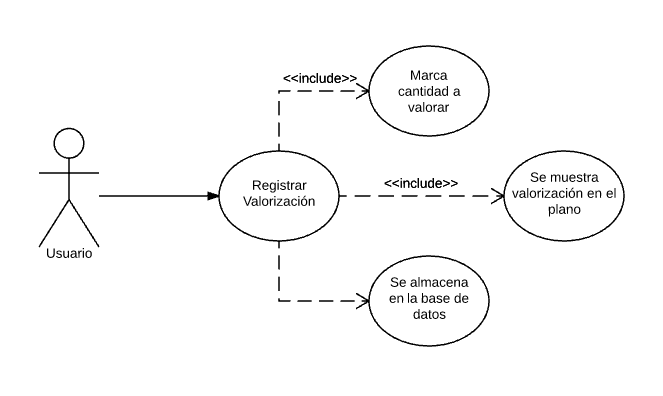 <<include>>
Marca
cantidad a
valorar
Usuario
Registrar
Valorización
<<include>>
Se muestra
valorización en el
plano
Se almacena
en la base de
datos